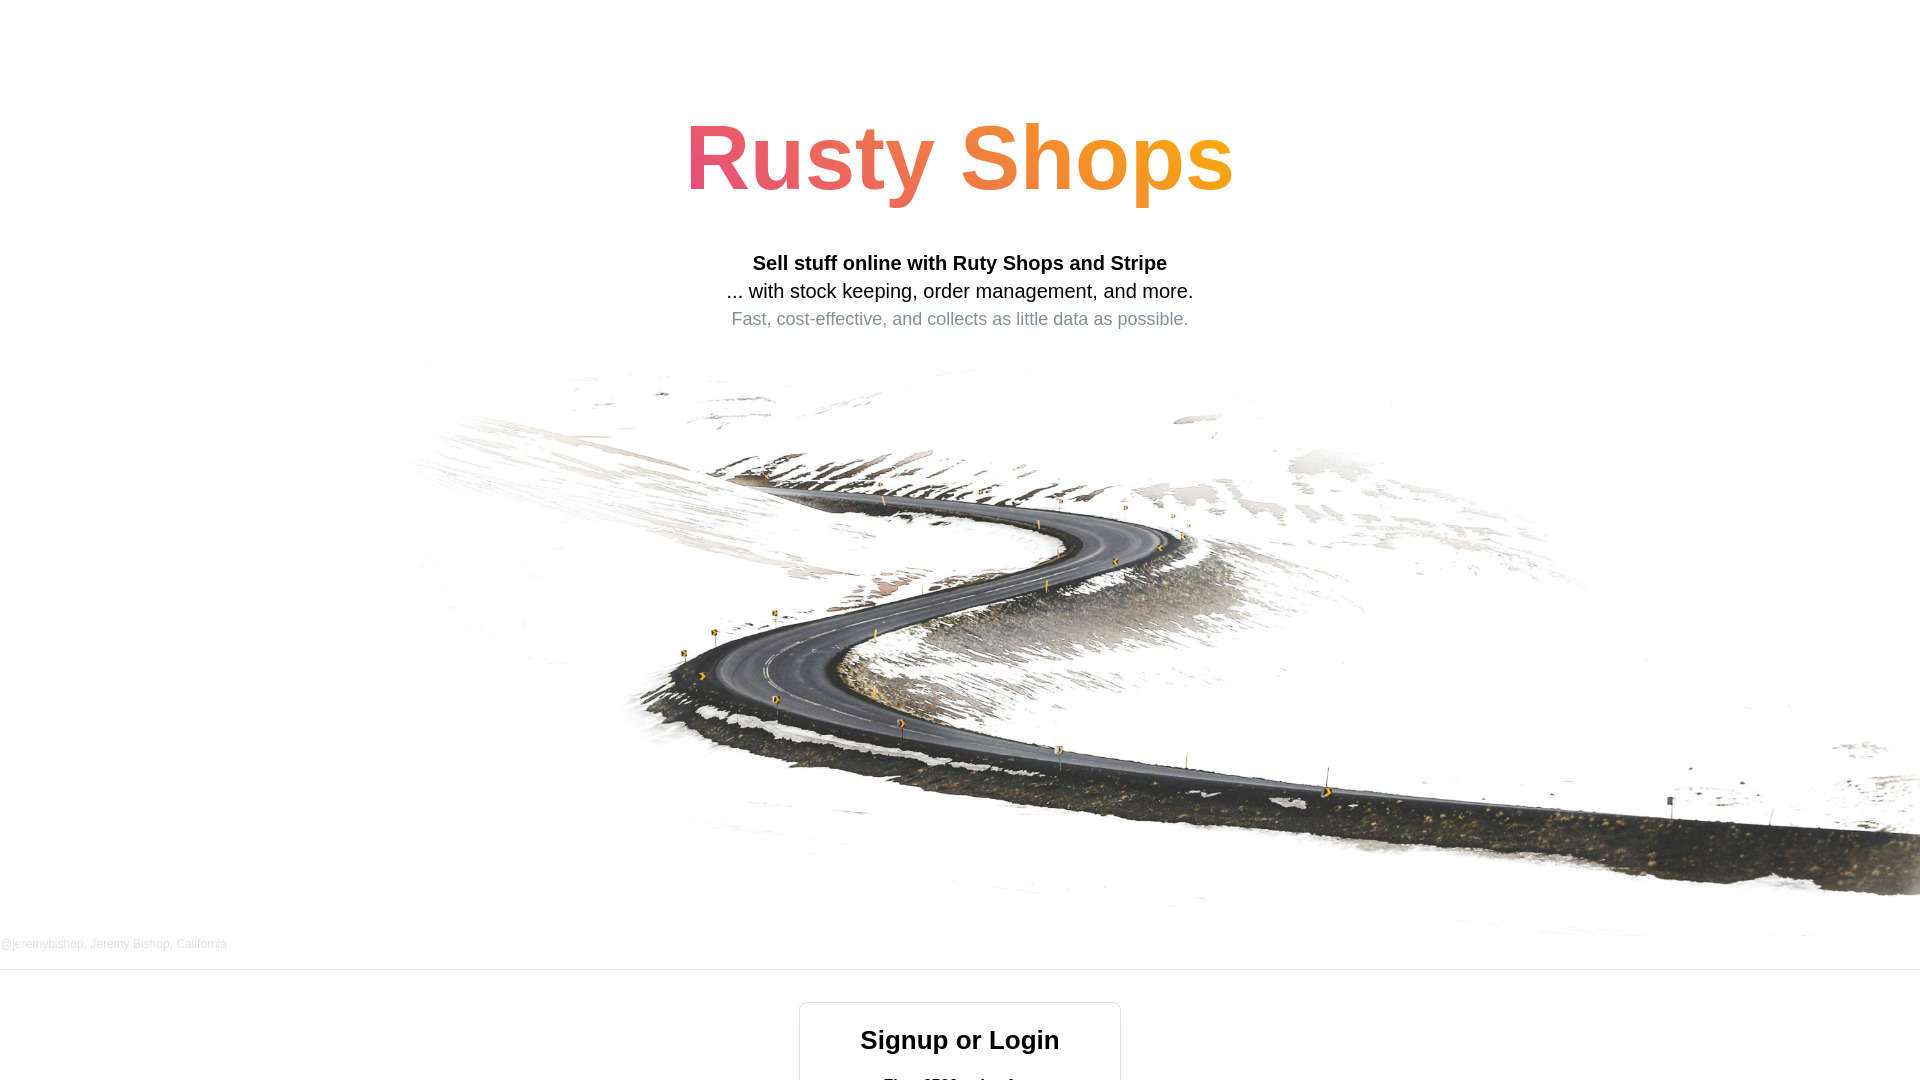 Rusty Shops
Sell stuff online with Ruty Shops and Stripe
... with stock keeping, order management, and more.
Fast, cost-effective, and collects as little data as possible.
@jeremybishop, Jeremy Bishop, California
Signup or Login